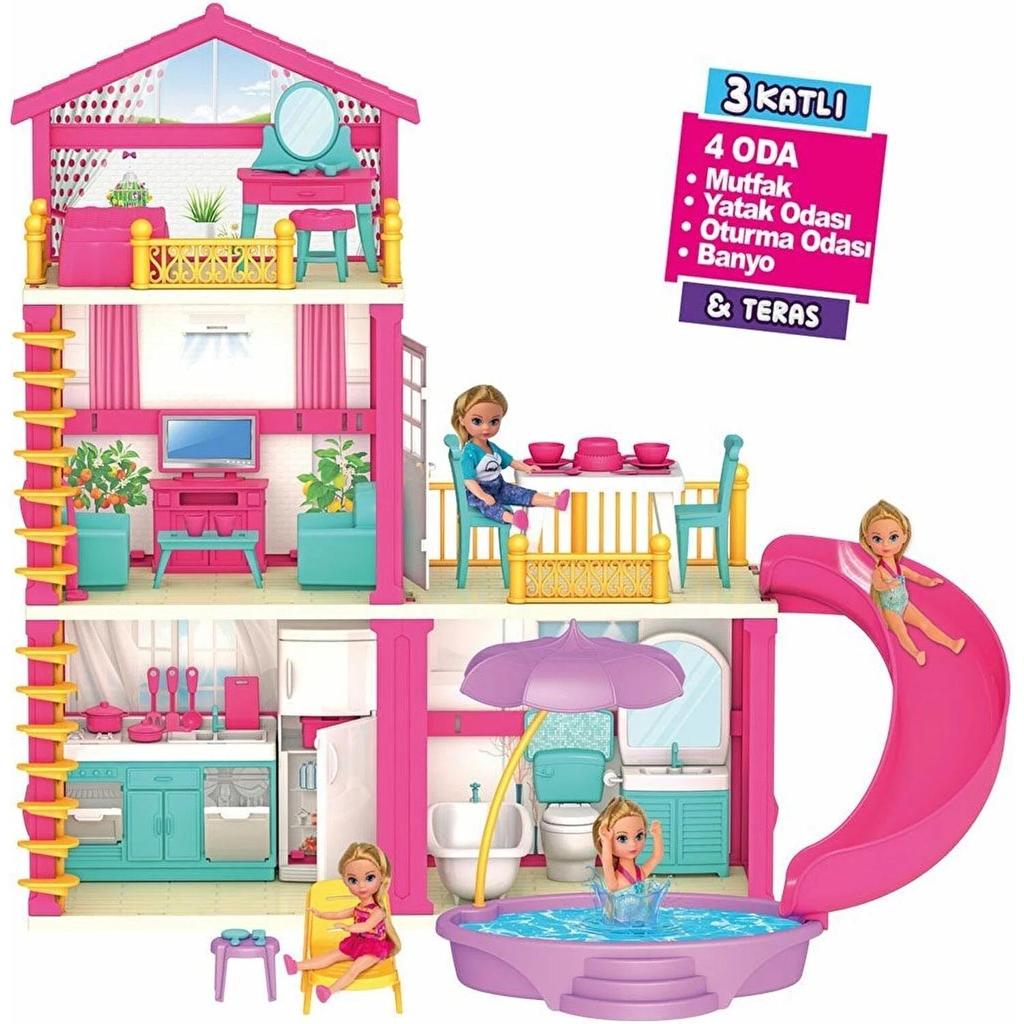 3 KATLI
4 ODA
• Mutfak
• Yatak Odası
• Oturma Odası
• Banyo
& TERAS